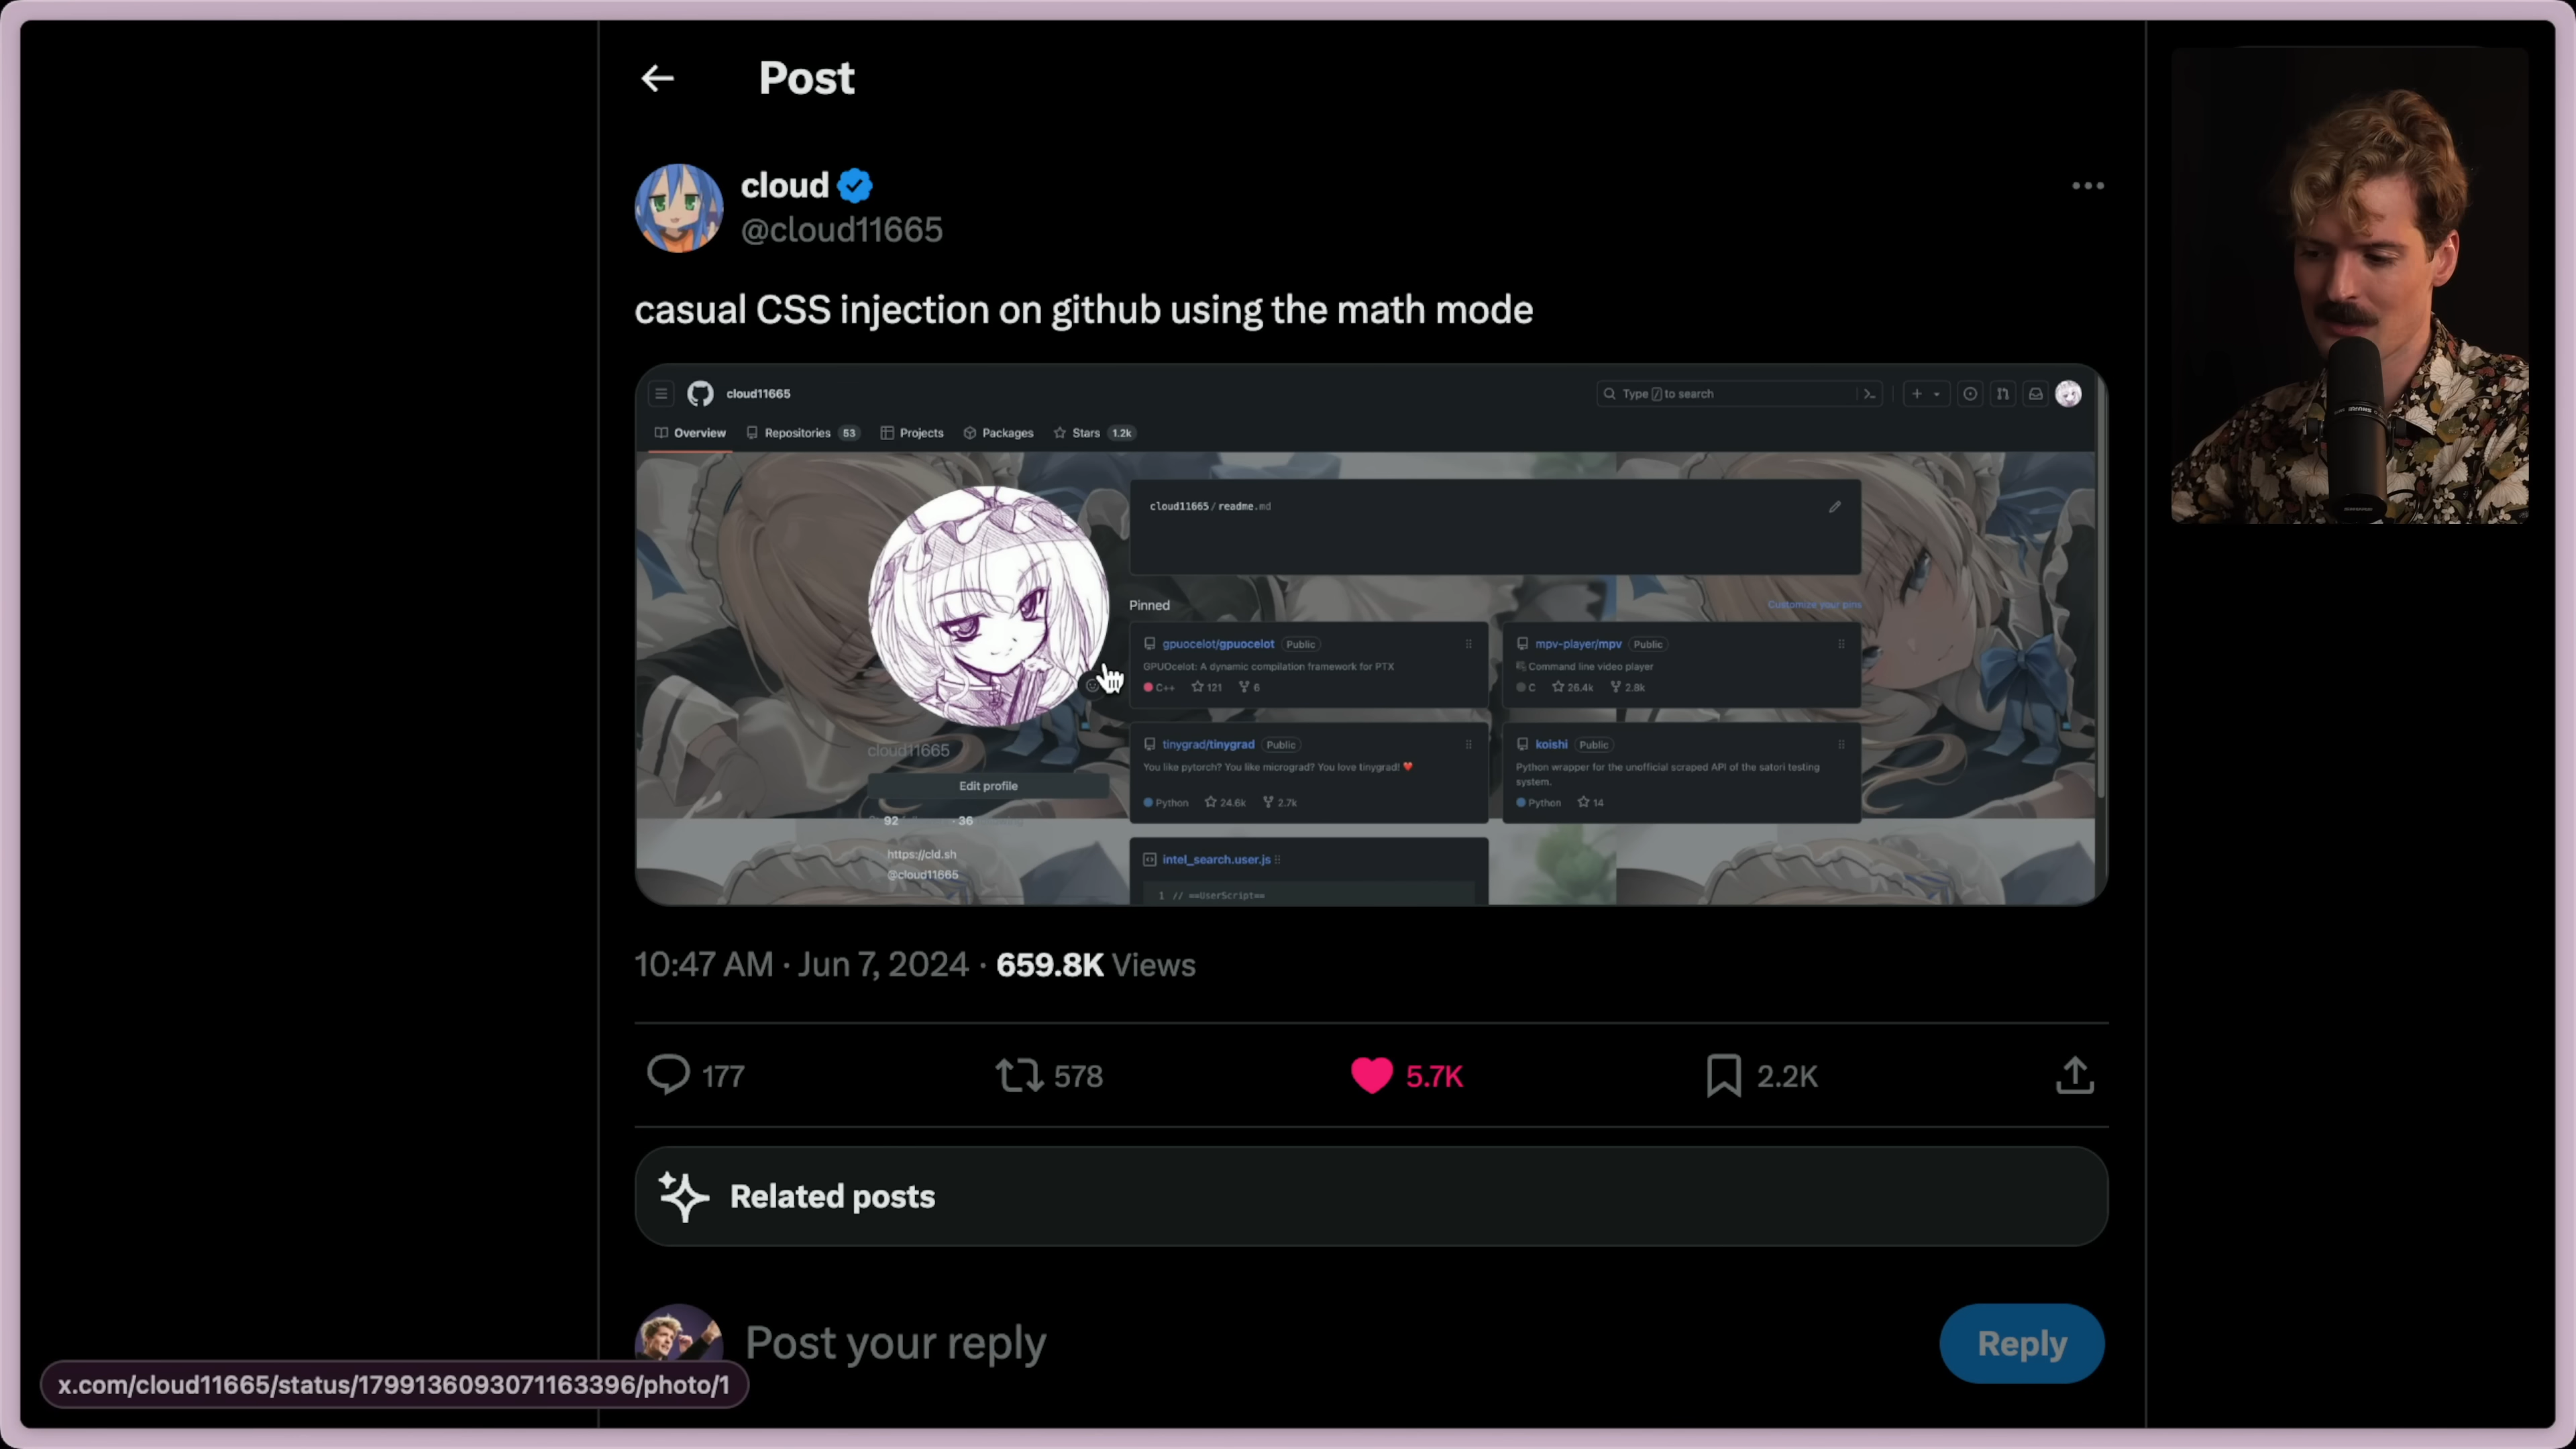 Post
cloud
@cloud11665
casual CSS injection on github using the math mode
cloud11665
Type / to search
Overview
Repositories 53
Projects
Packages
Stars 1.2k
cloud11665/readme.md
Pinned
Customize your pins
gpuocelot/gpuocelot Public
GPUOcelot: A dynamic compilation framework for PTX
C++ 121 6
mpv-player/mpv Public
Command line video player
C 26.4k 2.8k
cloud11665
Edit profile
92 · 36
https://cld.sh
@cloud11665
tinygrad/tinygrad Public
You like pytorch? You like micrograd? You love tinygrad! ❤️
Python 24.6k 2.7k
koishi Public
Python wrapper for the unofficial scraped API of the satori testing
system.
Python 14
intel_search.user.js
1 // ==UserScript==
10:47 AM · Jun 7, 2024 · 659.8K Views
177
578
5.7K
2.2K
Related posts
Post your reply
Reply
x.com/cloud11665/status/1799136093071163396/photo/1